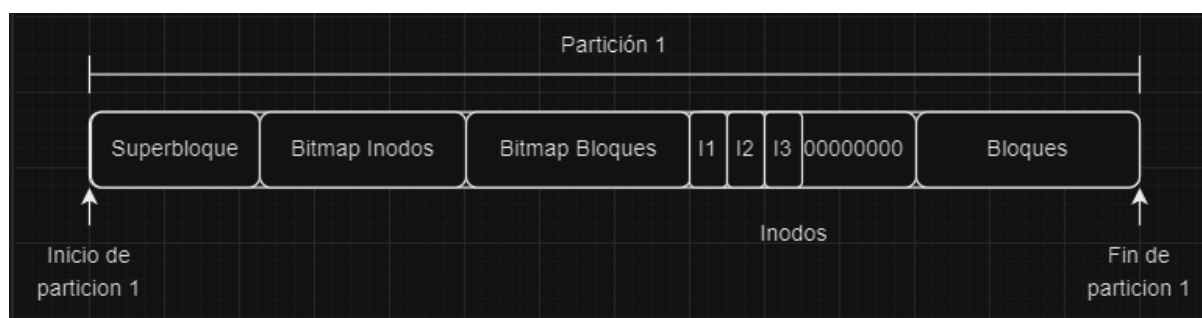 Partición 1
Superbloque
Bitmap Inodos
Bitmap Bloques
I1
I2
I3
00000000
Bloques
Inodos
Inicio de
particion 1
Fin de
particion 1